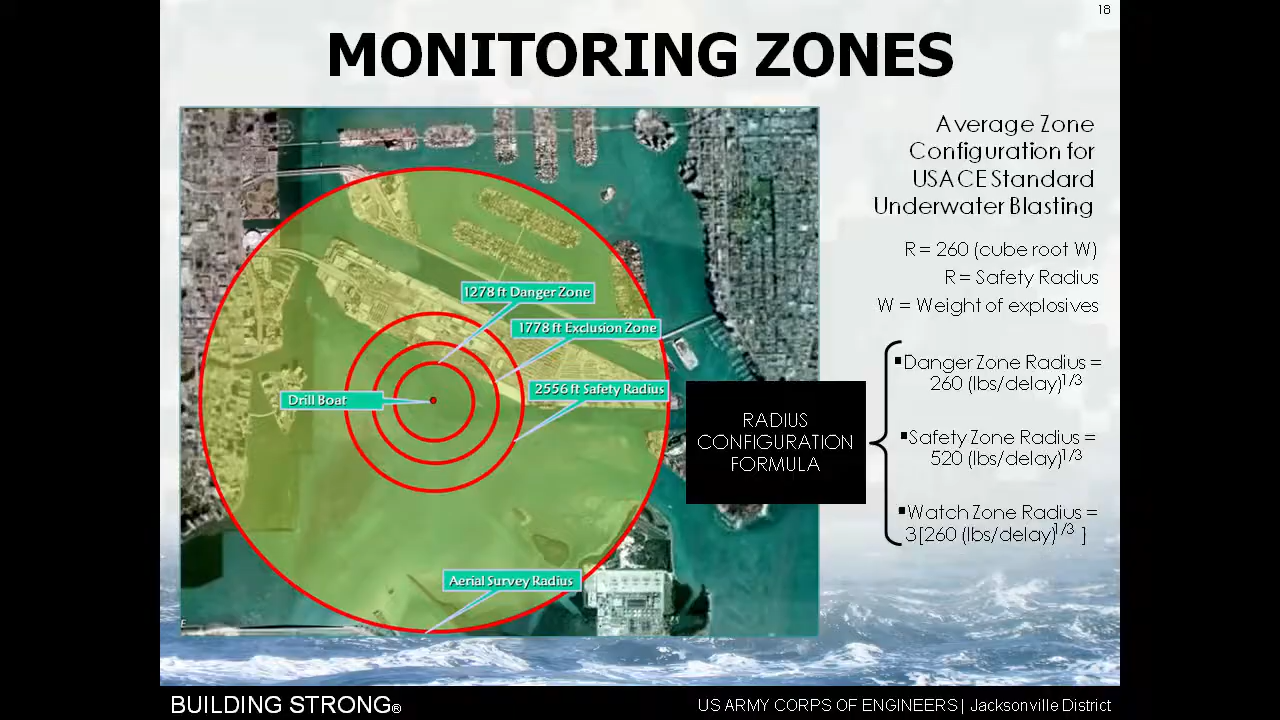 18
MONITORING ZONES
Average Zone
Configuration for
USACE Standard
Underwater Blasting
R = 260 (cube root W)
R = Safety Radius
W = Weight of explosives
1278 ft Danger Zone
1778 ft Exclusion Zone
2556 ft Safety Radius
Drill Boat
Aerial Survey Radius
RADIUS
CONFIGURATION
FORMULA
▪Danger Zone Radius =
260 (lbs/delay)1/3
▪Safety Zone Radius =
520 (lbs/delay)1/3
▪Watch Zone Radius =
3[260 (lbs/delay)1/3 ]
E
BUILDING STRONG®
US ARMY CORPS OF ENGINEERS | Jacksonville District